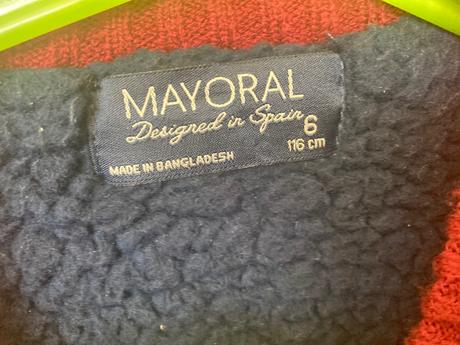 MAYORAL
Designed in Spain
6
116 cm
MADE IN BANGLADESH